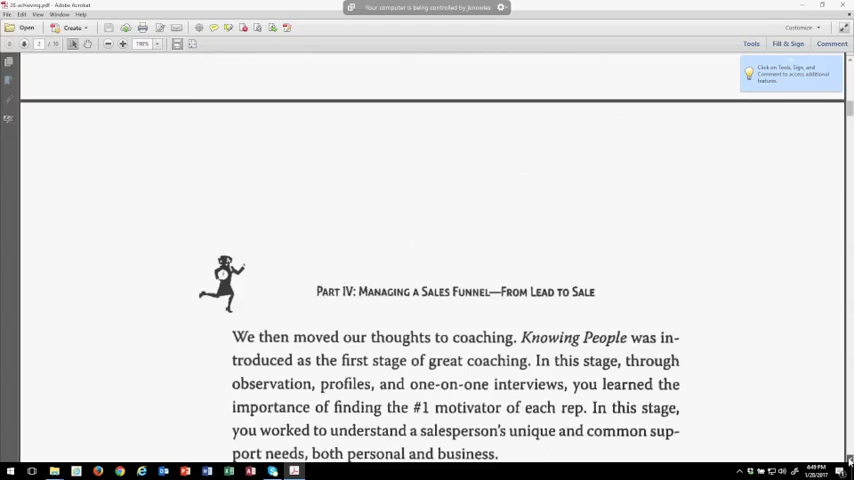 26-achieving.pdf - Adobe Acrobat
Your computer is being controlled by jknowles
File Edit View Window Help
Open Create Customize
2 / 10 190% Tools Fill & Sign Comment
Click on Tools, Sign, and
Comment to access additional
features.
PART IV: MANAGING A SALES FUNNEL—FROM LEAD TO SALE
We then moved our thoughts to coaching. Knowing People was in-
troduced as the first stage of great coaching. In this stage, through
observation, profiles, and one-on-one interviews, you learned the
importance of finding the #1 motivator of each rep. In this stage,
you worked to understand a salesperson's unique and common sup-
port needs, both personal and business.
4:49 PM
1/28/2017